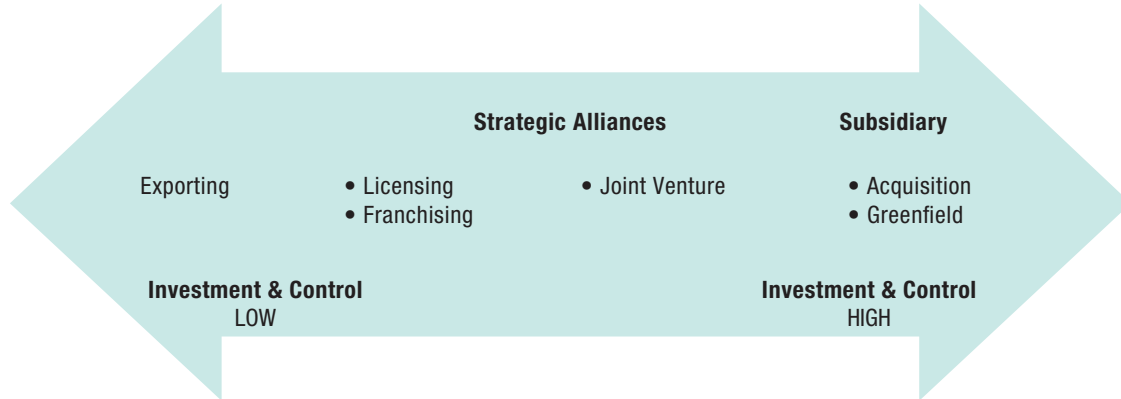 Strategic Alliances
Subsidiary
Exporting
• Licensing
• Franchising
• Joint Venture
• Acquisition
• Greenfield
Investment & Control
LOW
Investment & Control
HIGH